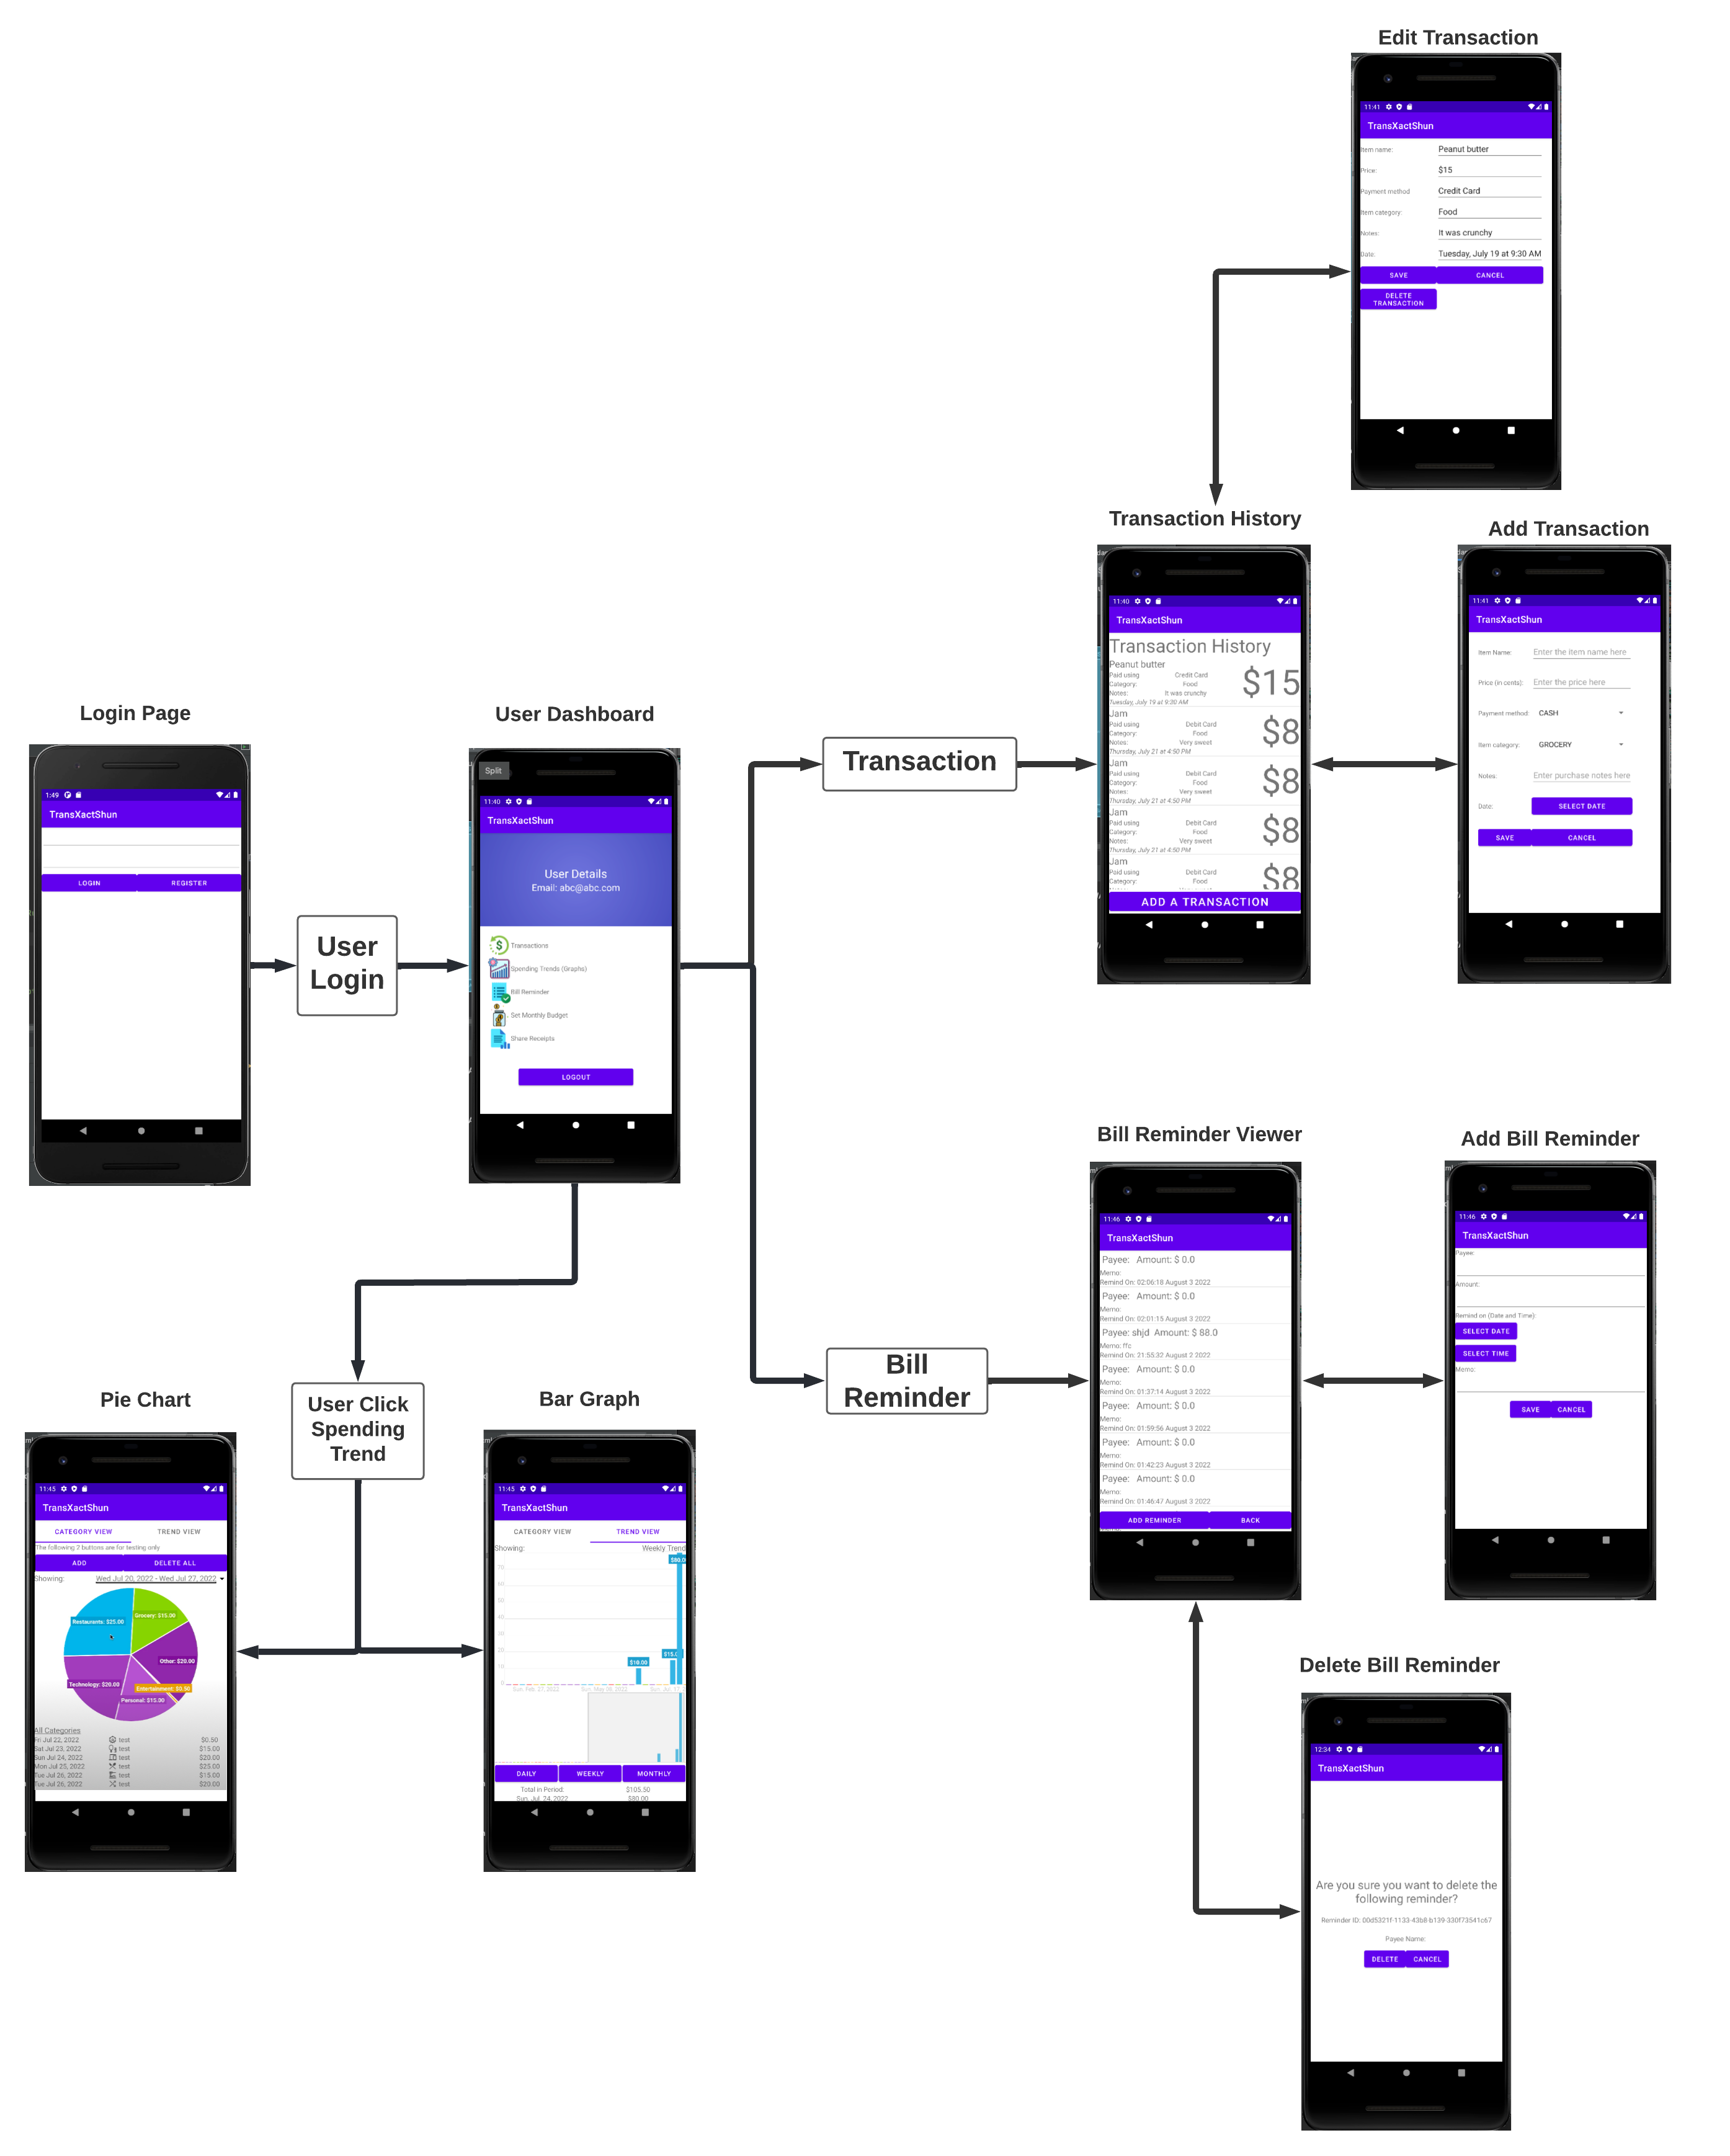 Edit Transaction
11:41
TransXactShun
Item name: Peanut butter
Price: $15
Payment method Credit Card
Item category: Food
Notes: It was crunchy
Date: Tuesday, July 19 at 9:30 AM
SAVE CANCEL
DELETE
TRANSACTION
Transaction History
11:40
TransXactShun
Transaction History
Peanut butter
Paid using Credit Card $15
Category: Food
Notes: It was crunchy
Tuesday, July 19 at 9:30 AM
Jam
Paid using Debit Card $8
Category: Food
Notes: Very sweet
Thursday, July 21 at 4:50 PM
Jam
Paid using Debit Card $8
Category: Food
Notes: Very sweet
Thursday, July 21 at 4:50 PM
Jam
Paid using Debit Card $8
Category: Food
Notes: Very sweet
Thursday, July 21 at 4:50 PM
Jam
Paid using Debit Card $8
Category: Food
ADD A TRANSACTION
Add Transaction
11:41
TransXactShun
Item Name: Enter the item name here
Price (in cents): Enter the price here
Payment method: CASH
Item category: GROCERY
Notes: Enter purchase notes here
Date: SELECT DATE
SAVE CANCEL
Login Page
1:49
TransXactShun
LOGIN REGISTER
User
Login
User Dashboard
Split
11:40
TransXactShun
User Details
Email: abc@abc.com
Transactions
Spending Trends (Graphs)
Bill Reminder
Set Monthly Budget
Share Receipts
LOGOUT
Transaction
Bill
Reminder
Bill Reminder Viewer
11:46
TransXactShun
Payee: Amount: $ 0.0
Memo:
Remind On: 02:06:18 August 3 2022
Payee: Amount: $ 0.0
Memo:
Remind On: 02:01:15 August 3 2022
Payee: shjd Amount: $ 88.0
Memo: ffc
Remind On: 21:55:32 August 2 2022
Payee: Amount: $ 0.0
Memo:
Remind On: 01:37:14 August 3 2022
Payee: Amount: $ 0.0
Memo:
Remind On: 01:59:56 August 3 2022
Payee: Amount: $ 0.0
Memo:
Remind On: 01:42:23 August 3 2022
Payee: Amount: $ 0.0
Memo:
Remind On: 01:46:47 August 3 2022
ADD REMINDER BACK
Add Bill Reminder
11:46
TransXactShun
Payee:
Amount:
Remind on (Date and Time):
SELECT DATE
SELECT TIME
Memo:
SAVE CANCEL
User Click
Spending
Trend
Pie Chart
11:45
TransXactShun
CATEGORY VIEW TREND VIEW
The following 2 buttons are for testing only
ADD DELETE ALL
Showing: Wed Jul 20, 2022 - Wed Jul 27, 2022
Grocery: $15.00
Restaurants: $25.00
Other: $20.00
Technology: $20.00
Entertainment: $0.50
Personal: $15.00
All Categories
Fri Jul 22, 2022 test $0.50
Sat Jul 23, 2022 test $15.00
Sun Jul 24, 2022 test $20.00
Mon Jul 25, 2022 test $25.00
Tue Jul 26, 2022 test $15.00
Tue Jul 26, 2022 test $20.00
Bar Graph
11:45
TransXactShun
CATEGORY VIEW TREND VIEW
Showing: Weekly Trend
$80.0
$10.00
Sun, Feb. 27, 2022 Sun, May 08, 2022
DAILY WEEKLY MONTHLY
Total in Period: $105.50
Sun, Jul. 24, 2022 $80.00
Delete Bill Reminder
12:34
TransXactShun
Are you sure you want to delete the
following reminder?
Reminder ID: 00d5321f-1133-43b8-b139-330f73541c67
Payee Name:
DELETE CANCEL